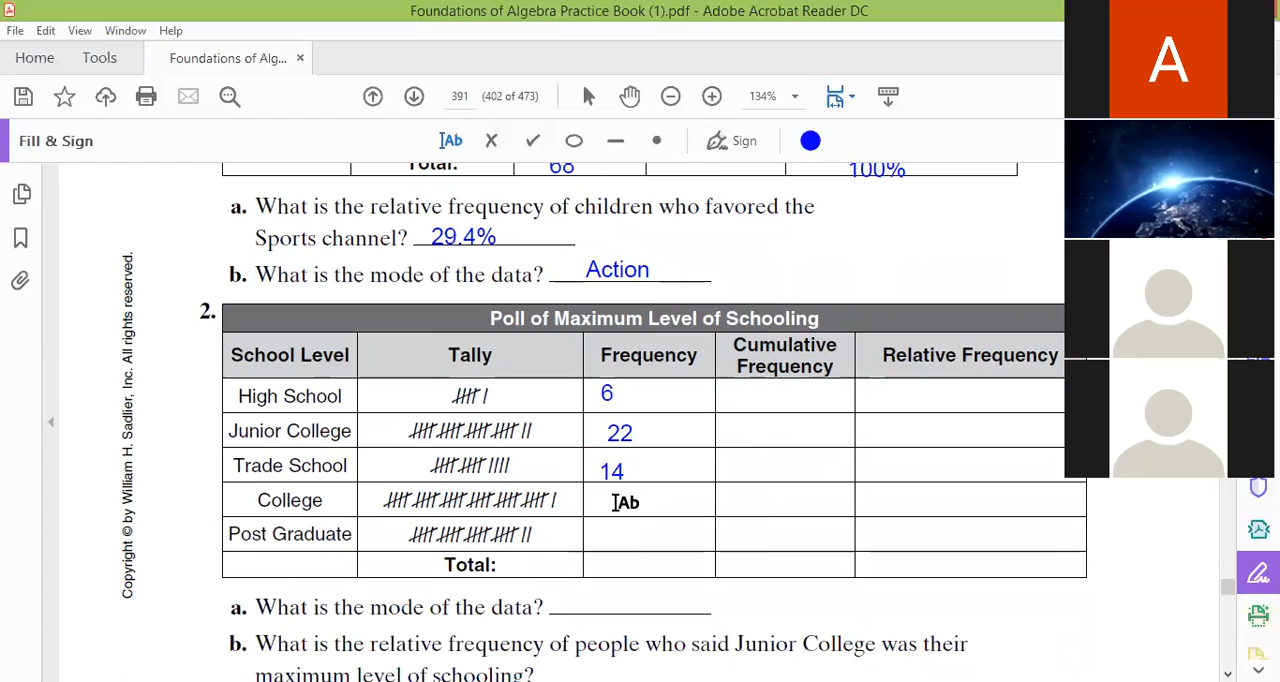 Foundations of Algebra Practice Book (1).pdf - Adobe Acrobat Reader DC
File Edit View Window Help
Home Tools Foundations of Alg... ×
391 (402 of 473) 134%
Fill & Sign Ab Sign
Total: 68 100%
a. What is the relative frequency of children who favored the
Sports channel? 29.4%
b. What is the mode of the data? Action
2.
Poll of Maximum Level of Schooling
School Level Tally Frequency Cumulative Frequency Relative Frequency
High School 6
Junior College 22
Trade School 14
College Ab
Post Graduate
Total:
a. What is the mode of the data?
b. What is the relative frequency of people who said Junior College was their
maximum level of schooling?
Copyright © by William H. Sadlier, Inc. All rights reserved.
A